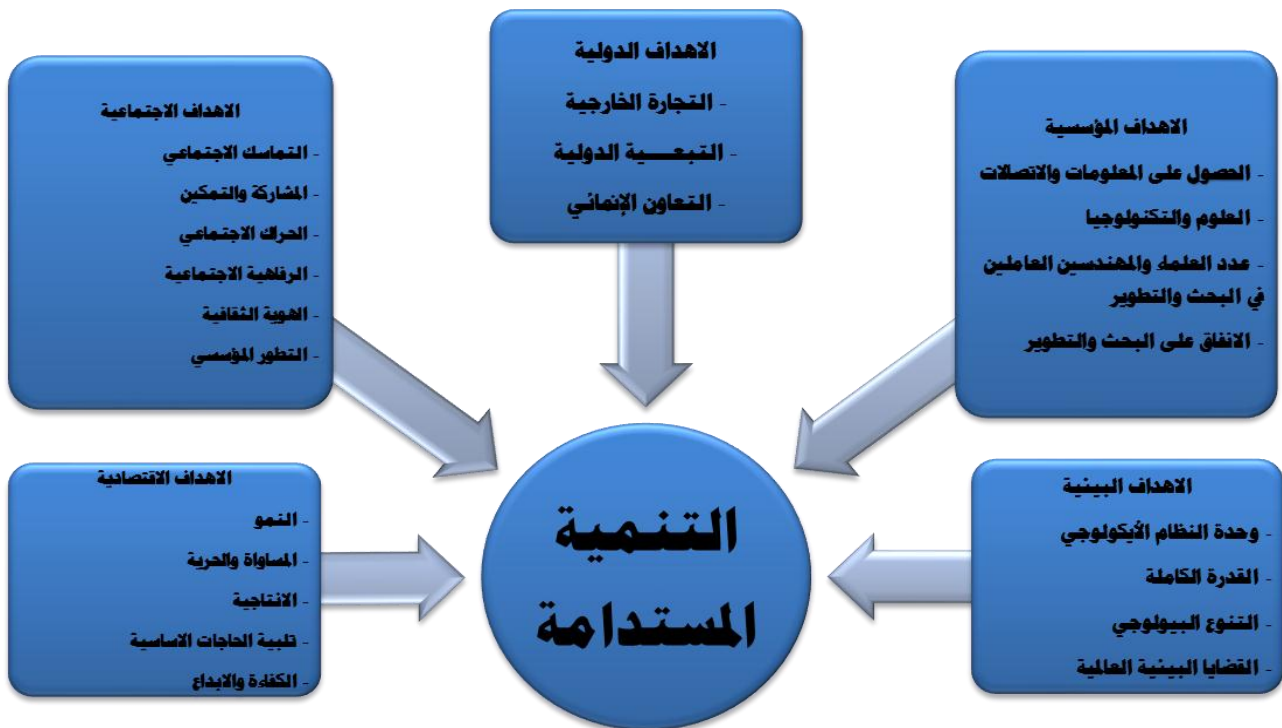 الاهداف الدولية
- التجارة الخارجية
- التبعـــــية الدولية
- التعاون الإنمائي
الاهداف المؤسسية
- الحصول على المعلومات والاتصالات
- العلوم والتكنولوجيا
- عدد العلماء والمهندسين العاملين
في البحث والتطوير
- الانفاق على البحث والتطوير
الاهداف الاجتماعية
- التماسك الاجتماعي
- المشاركة والتمكين
- الحراك الاجتماعي
- الرفاهية الاجتماعية
- الهوية الثقافية
- التطور المؤسسي
الاهداف البيئية
- وحدة النظام الأيكولوجي
- القدرة الكاملة
- التنوع البيولوجي
- القضايا البيئية العالمية
الاهداف الاقتصادية
- النمو
- المساواة والحرية
- الانتاجية
- تلبية الحاجات الاساسية
- الكفاءة والابداع
التنمية
المستدامة